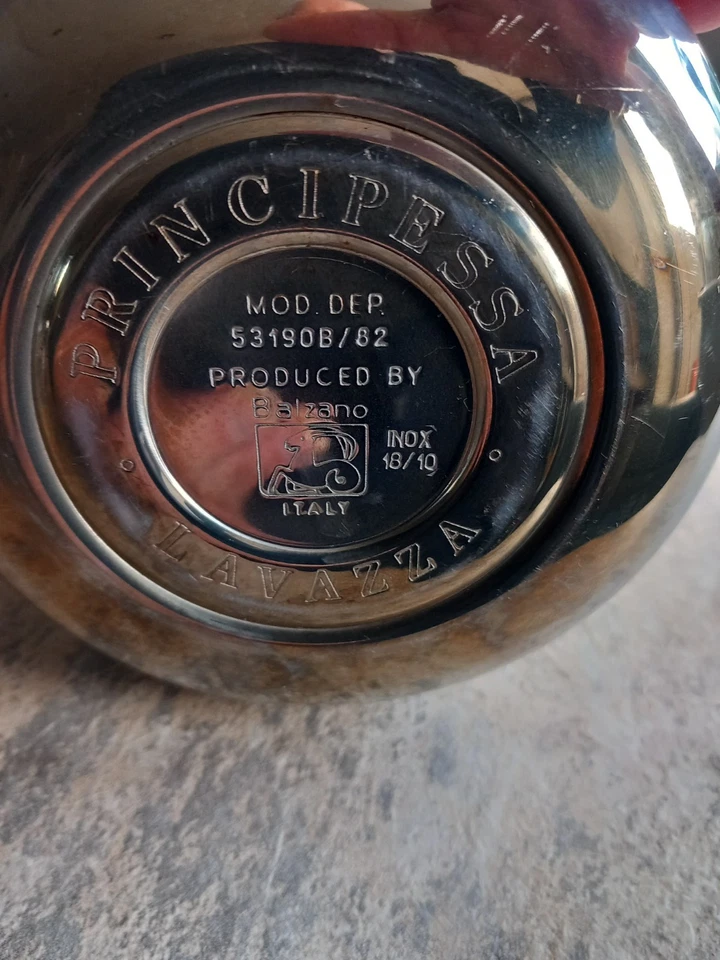 PRINCIPESSA
MOD. DEP.
53190B/82
PRODUCED BY
Balzano
INOX
18/10
ITALY
LAVAZZA